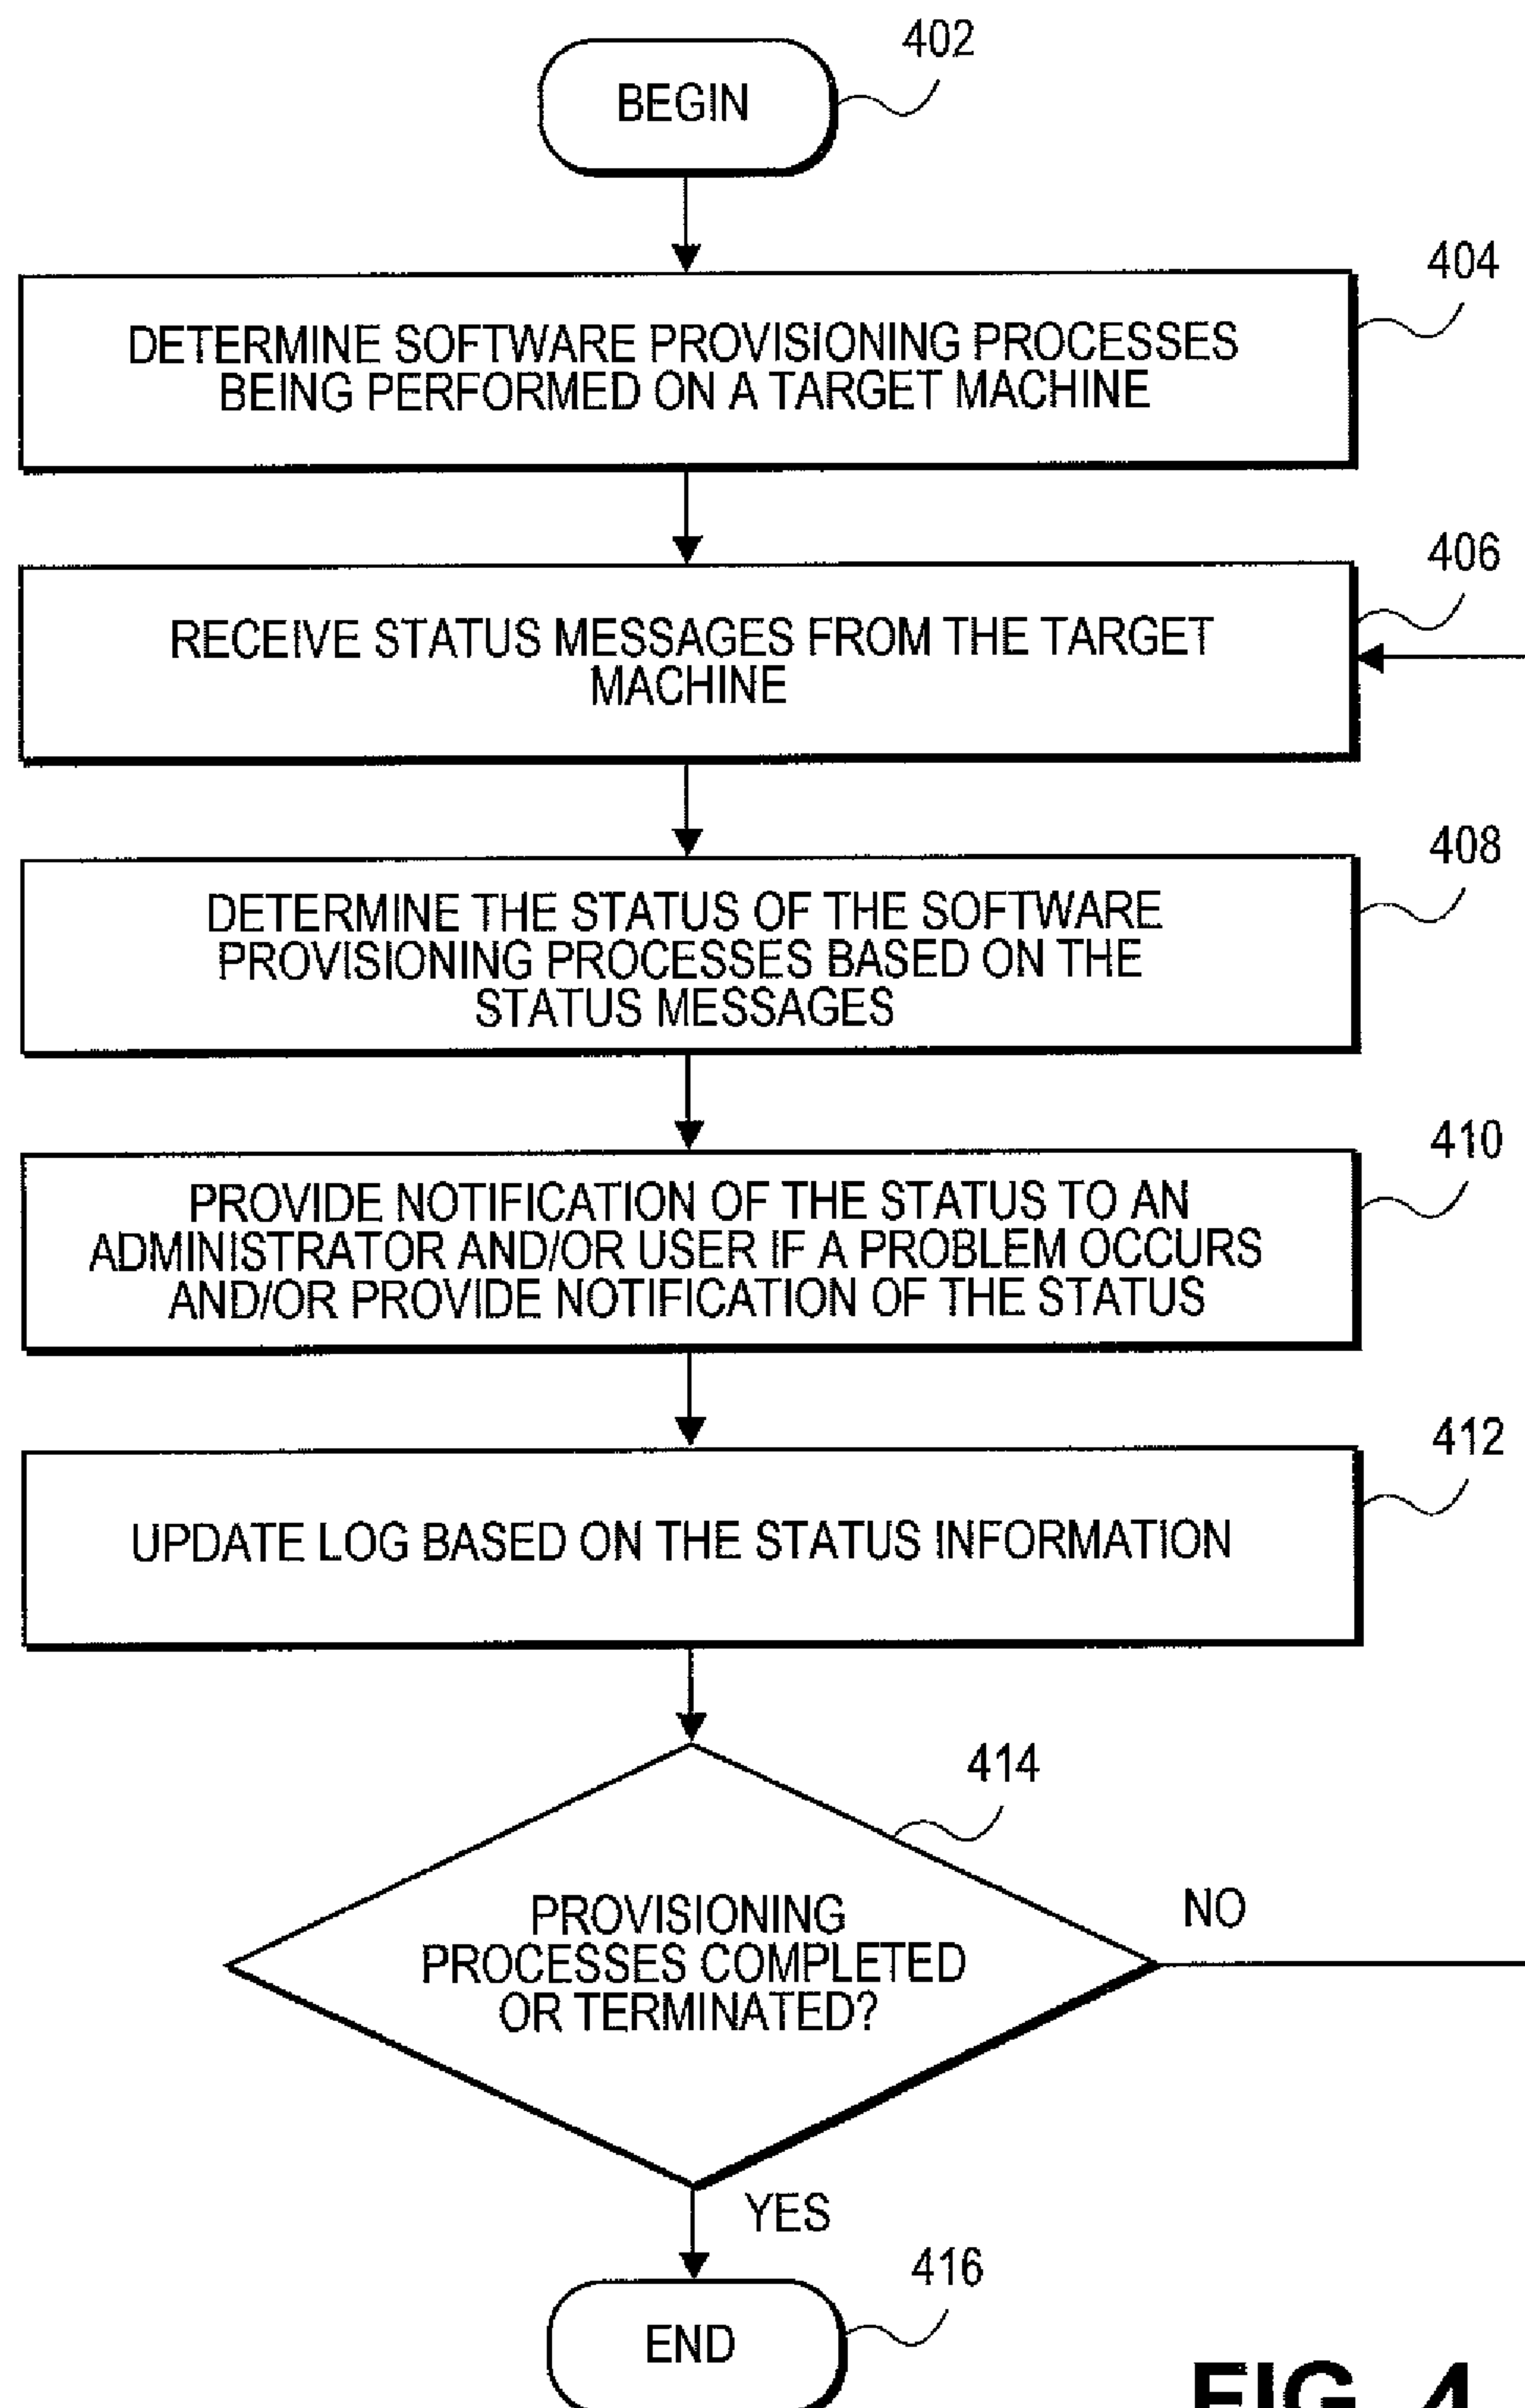 BEGIN
402
404
DETERMINE SOFTWARE PROVISIONING PROCESSES
BEING PERFORMED ON A TARGET MACHINE
406
RECEIVE STATUS MESSAGES FROM THE TARGET
MACHINE
408
DETERMINE THE STATUS OF THE SOFTWARE
PROVISIONING PROCESSES BASED ON THE
STATUS MESSAGES
410
PROVIDE NOTIFICATION OF THE STATUS TO AN
ADMINISTRATOR AND/OR USER IF A PROBLEM OCCURS
AND/OR PROVIDE NOTIFICATION OF THE STATUS
412
UPDATE LOG BASED ON THE STATUS INFORMATION
414
PROVISIONING
PROCESSES COMPLETED
OR TERMINATED?
NO
YES
416
END
FIG. 4